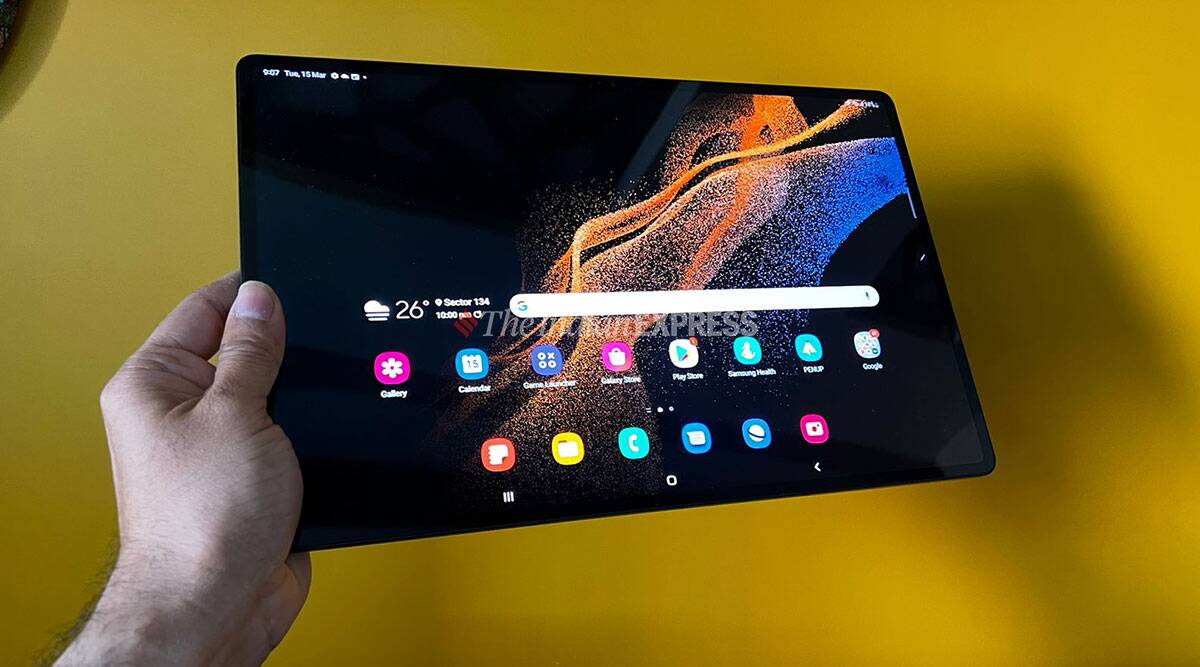 9:07 Tue, 15 Mar
26° Sector 134
10:00 pm
G
The Indian EXPRESS
Gallery
15
Calendar
Game Launcher
Galaxy Store
Play Store
Samsung Health
PENUP
Google